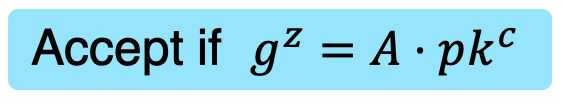 Accept if g^z = A · pk^c